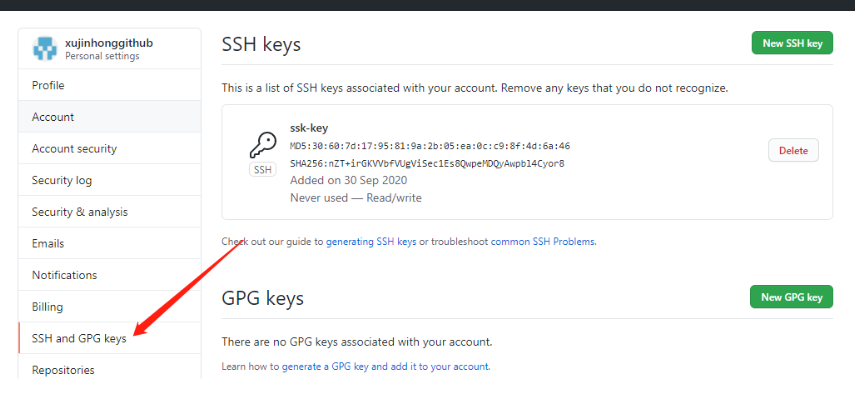 xujinhonggithub
Personal settings
Profile
Account
Account security
Security log
Security & analysis
Emails
Notifications
Billing
SSH and GPG keys
Repositories
SSH keys
New SSH key
This is a list of SSH keys associated with your account. Remove any keys that you do not recognize.
ssk-key
MD5:30:60:7d:17:95:81:9a:2b:05:ea:0c:c9:8f:4d:6a:46
SHA256:nZT+irGKVVbfVUgViSec1Es8QwpeMDQyAwpbl4Cyor8
Added on 30 Sep 2020
Never used — Read/write
SSH
Delete
Check out our guide to generating SSH keys or troubleshoot common SSH Problems.
GPG keys
New GPG key
There are no GPG keys associated with your account.
Learn how to generate a GPG key and add it to your account.